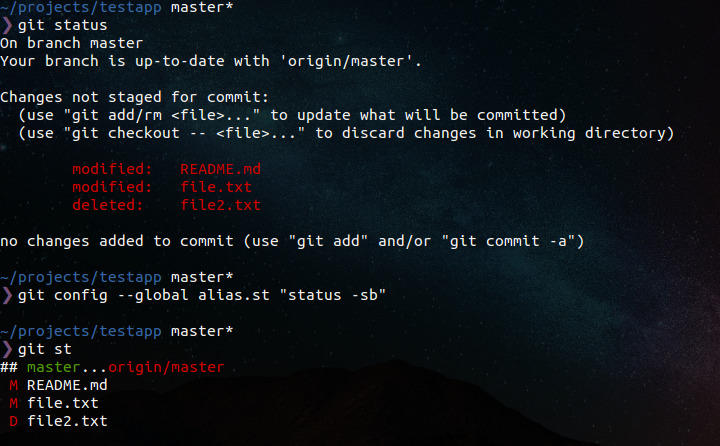 ~/projects/testapp master*
❯ git status
On branch master
Your branch is up-to-date with 'origin/master'.
Changes not staged for commit:
  (use "git add/rm <file>..." to update what will be committed)
  (use "git checkout -- <file>..." to discard changes in working directory)
        modified:   README.md
        modified:   file.txt
        deleted:    file2.txt
no changes added to commit (use "git add" and/or "git commit -a")
~/projects/testapp master*
❯ git config --global alias.st "status -sb"
~/projects/testapp master*
❯ git st
## master...origin/master
 M README.md
 M file.txt
 D file2.txt